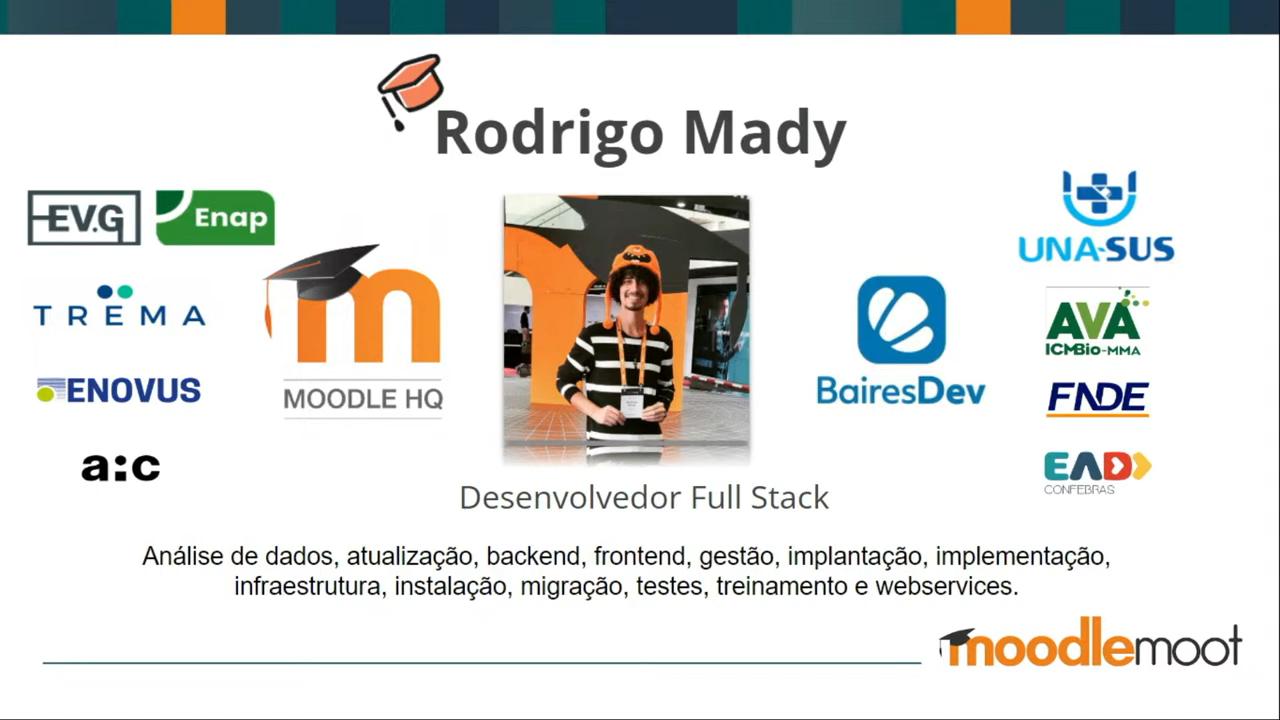 Rodrigo Mady
EV.G
Enap
TREMA
ENOVUS
a:c
m
MOODLE HQ
BairesDev
UNA-SUS
AVA
ICMBio-MMA
FNDE
EAD
CONFEBRAS
Desenvolvedor Full Stack
Análise de dados, atualização, backend, frontend, gestão, implantação, implementação,
infraestrutura, instalação, migração, testes, treinamento e webservices.
moodlemoot